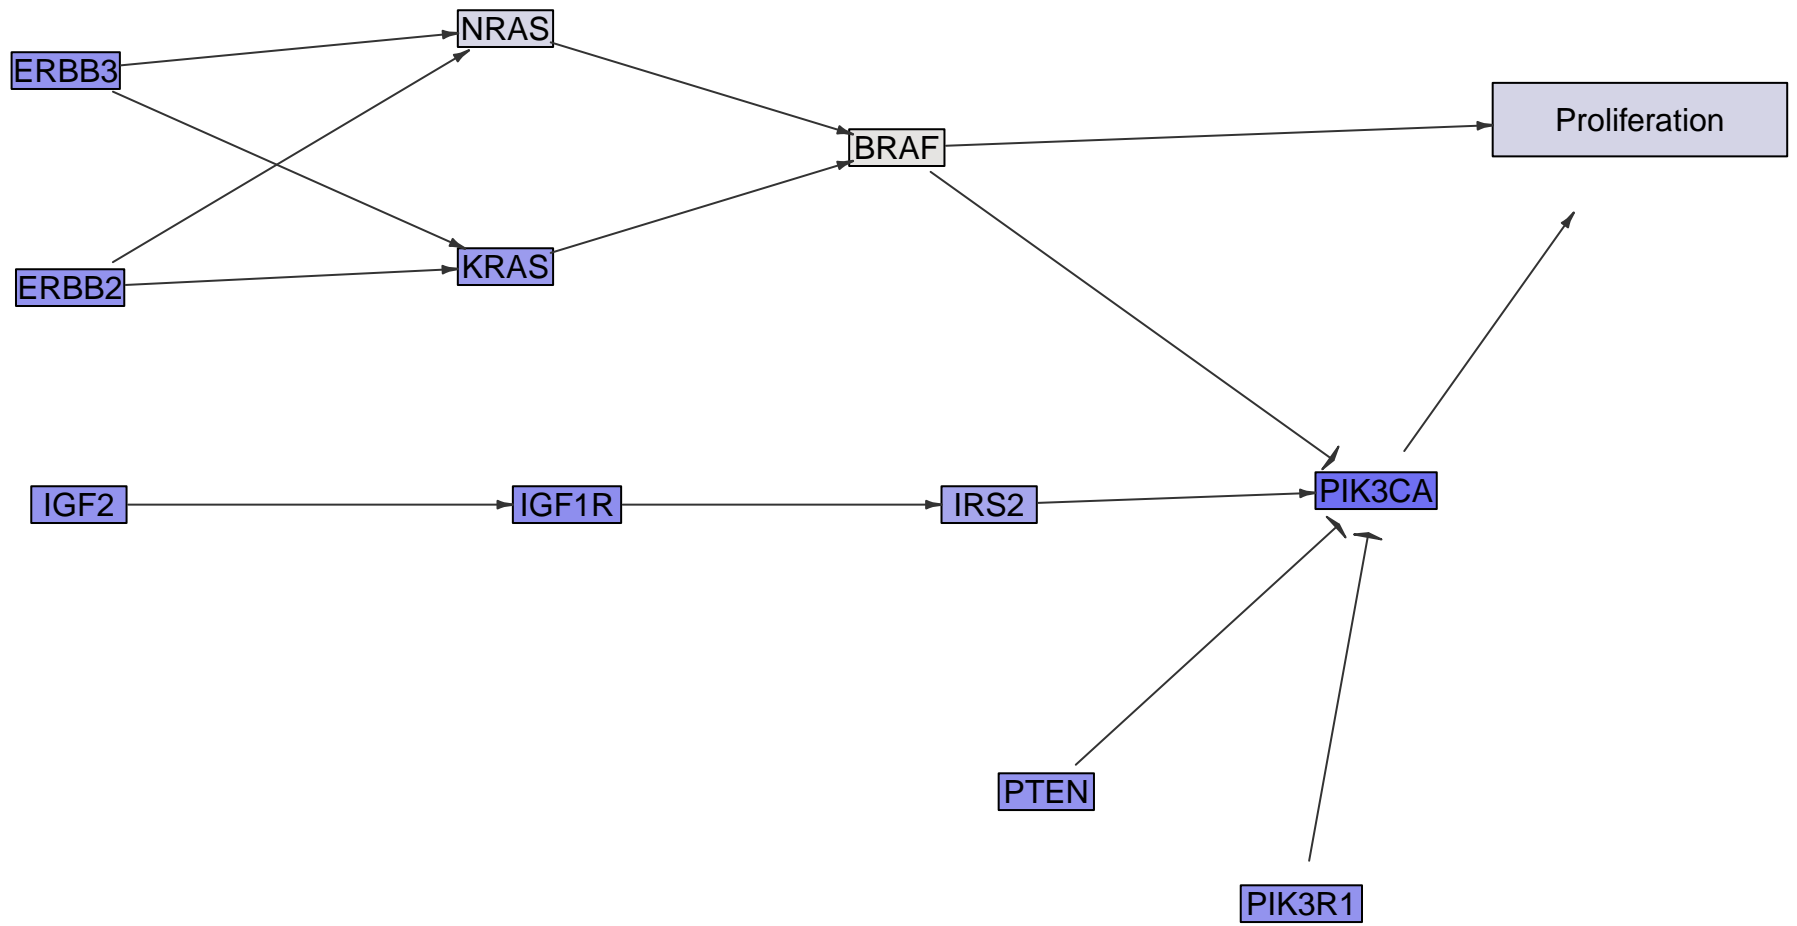 NRAS
ERBB3
Proliferation
BRAF
KRAS
ERBB2
IGF2
IGF1R
IRS2
PIK3CA
PTEN
PIK3R1